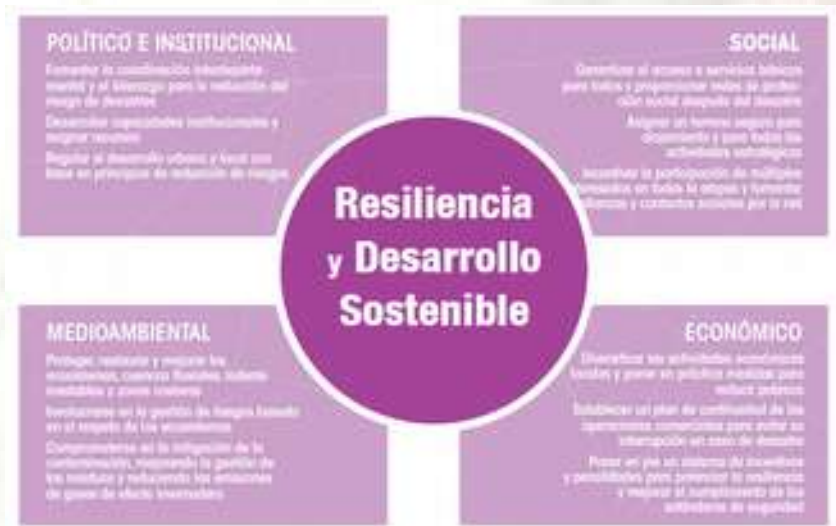 POLÍTICO E INSTITUCIONAL
Fomentar la coordinación
mental y el liderazgo para la reducción del
riesgo de desastres
Desarrollar capacidades institucionales y
asignar recursos
Regular el desarrollo urbano y local con
base en principios de reducción de riesgos
SOCIAL
Garantizar el acceso a servicios básicos
para todos y proporcionar redes de protec-
ción social después del desastre
Asignar un terreno seguro para
y para todas las
actividades estratégicas
Incentivar la participación de múltiples
en todas la etapas y fomentar
alianzas y contactos sociales por la red
Resiliencia
y Desarrollo
Sostenible
MEDIOAMBIENTAL
Proteger, restaurar y mejorar los
ecosistemas, cuencas fluviales, laderas
inestables y zonas costeras
Involucrarse en la gestión de riesgos basada
en el respeto de los ecosistemas
Comprometerse en la mitigación de la
contaminación, mejorando la gestión de
los residuos y reduciendo las emisiones
de gases de efecto invernadero
ECONÓMICO
Diversificar las actividades económicas
locales y poner en práctica medidas para
reducir pobreza
Establecer un plan de continuidad de las
operaciones comerciales para evitar su
interrupción en caso de desastre
Poner en pie un sistema de incentivos
y penalidades para potenciar la resiliencia
y mejorar el cumplimiento de los
estándares de seguridad